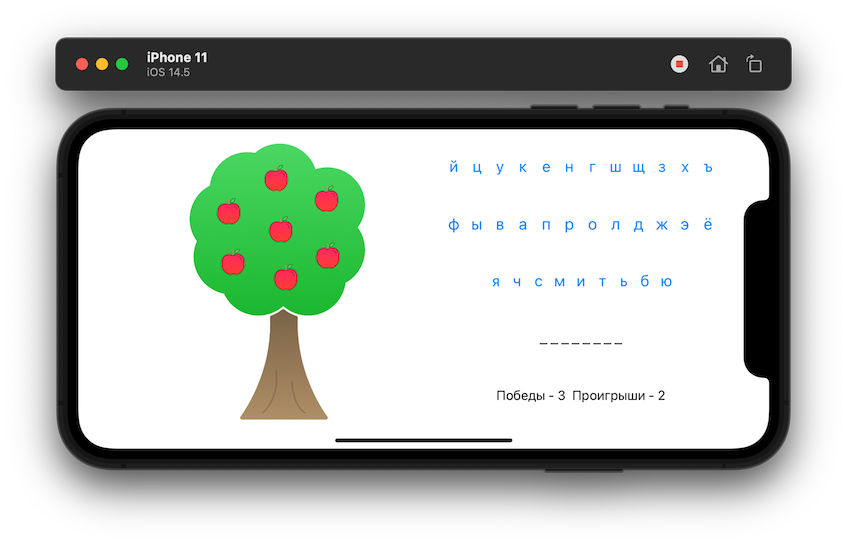 iPhone 11
iOS 14.5
й ц у к е н г ш щ з х ъ
ф ы в а п р о л д ж э ё
я ч с м и т ь б ю
_ _ _ _ _ _ _ _
Победы - 3 Проигрыши - 2